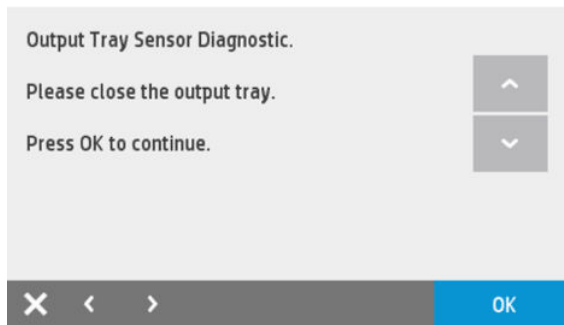 Output Tray Sensor Diagnostic.
Please close the output tray.
Press OK to continue.
OK